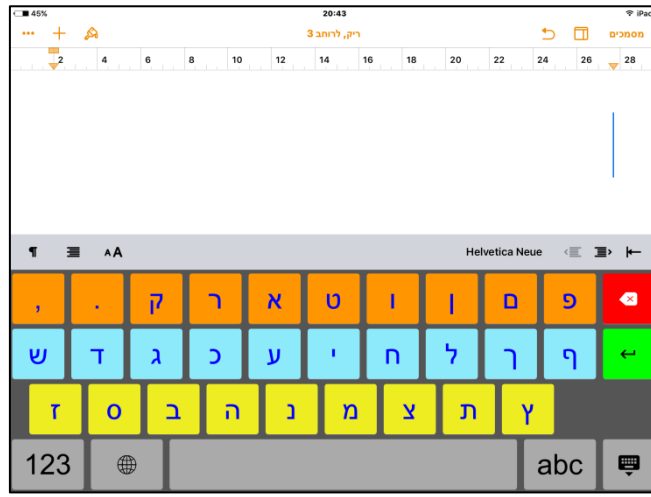 45% 20:43 iPad
מסמכים ריק, לרוחב 3
2 4 6 8 10 12 14 16 18 20 22 24 26 28
AA Helvetica Neue
, . ק ר א ט ו ן ם פ
ש ד ג כ ע י ח ל ך ף
ז ס ב ה נ מ צ ת ץ
123 abc